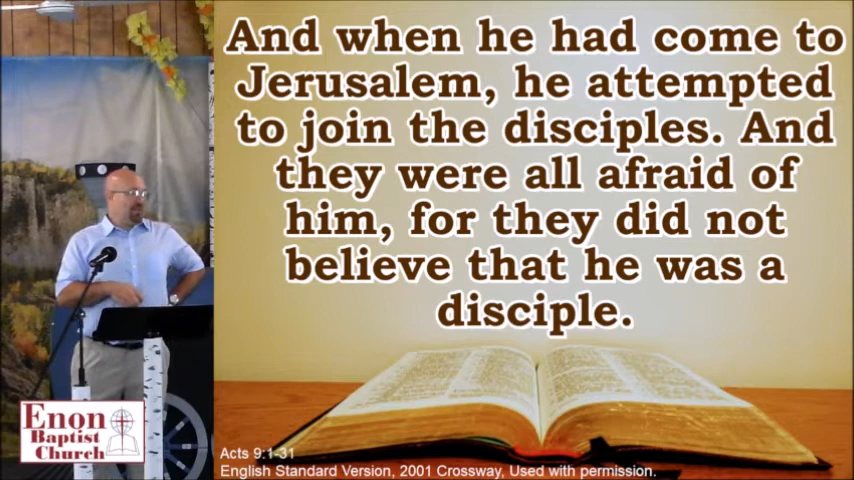 And when he had come to
Jerusalem, he attempted
to join the disciples. And
they were all afraid of
him, for they did not
believe that he was a
disciple.
Acts 9:1-31
English Standard Version, 2001 Crossway, Used with permission.
Enon
Baptist
Church